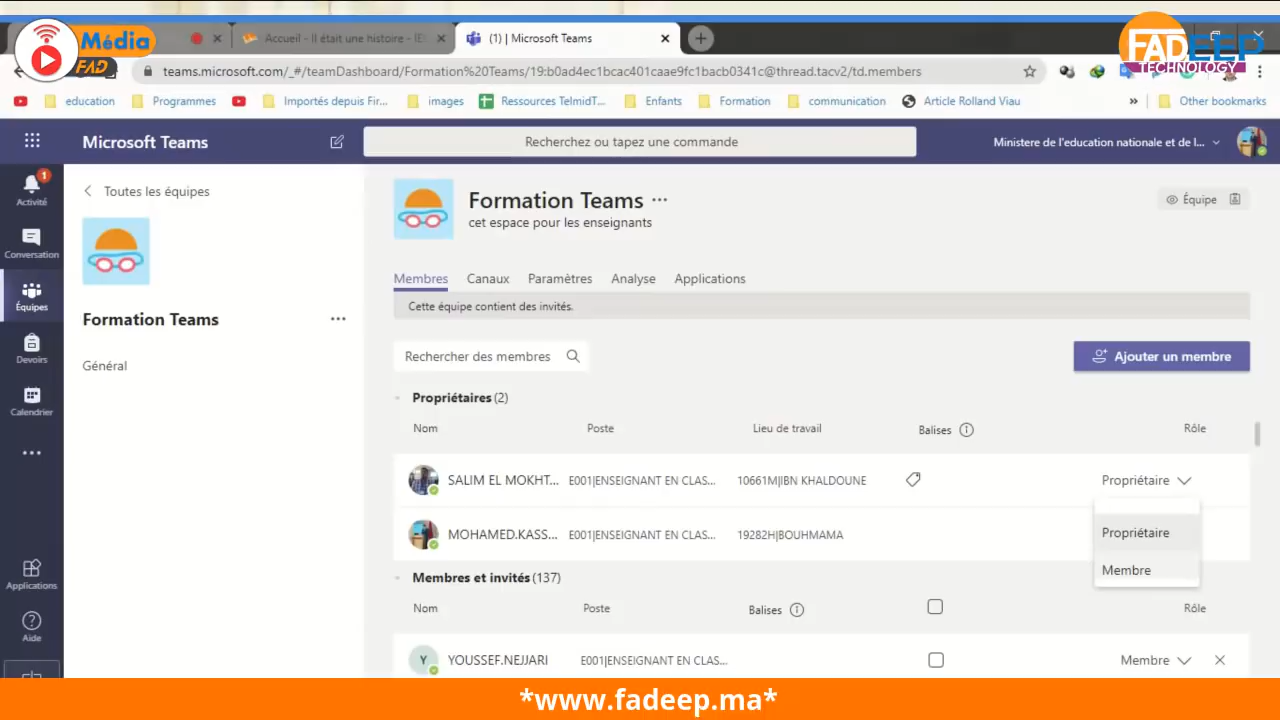 Média
FAD
FADEEP
TECHNOLOGY
Accueil - Il était une histoire - IE
(1) | Microsoft Teams
teams.microsoft.com/_#/teamDashboard/Formation%20Teams/19:b0ad4ec1bcac401caae9fc1bacb0341c@thread.tacv2/td.members
education
Programmes
Importés depuis Fir...
images
Ressources TelmidT...
Enfants
Formation
communication
Article Rolland Viau
»
Other bookmarks
Microsoft Teams
Recherchez ou tapez une commande
Ministere de l'education nationale et de l...
1
Activité
Conversation
Équipes
Devoirs
Calendrier
Applications
Aide
Toutes les équipes
Formation Teams
Général
Formation Teams
cet espace pour les enseignants
Équipe
Membres Canaux Paramètres Analyse Applications
Cette équipe contient des invités.
Rechercher des membres
Ajouter un membre
Propriétaires (2)
Nom Poste Lieu de travail Balises Rôle
SALIM EL MOKHT... E001|ENSEIGNANT EN CLAS... 10661M|IBN KHALDOUNE Propriétaire
MOHAMED.KASS... E001|ENSEIGNANT EN CLAS... 19282H|BOUHMAMA
Propriétaire
Membre
Membres et invités (137)
Nom Poste Balises Rôle
Y YOUSSEF.NEJJARI E001|ENSEIGNANT EN CLAS... Membre
*www.fadeep.ma*